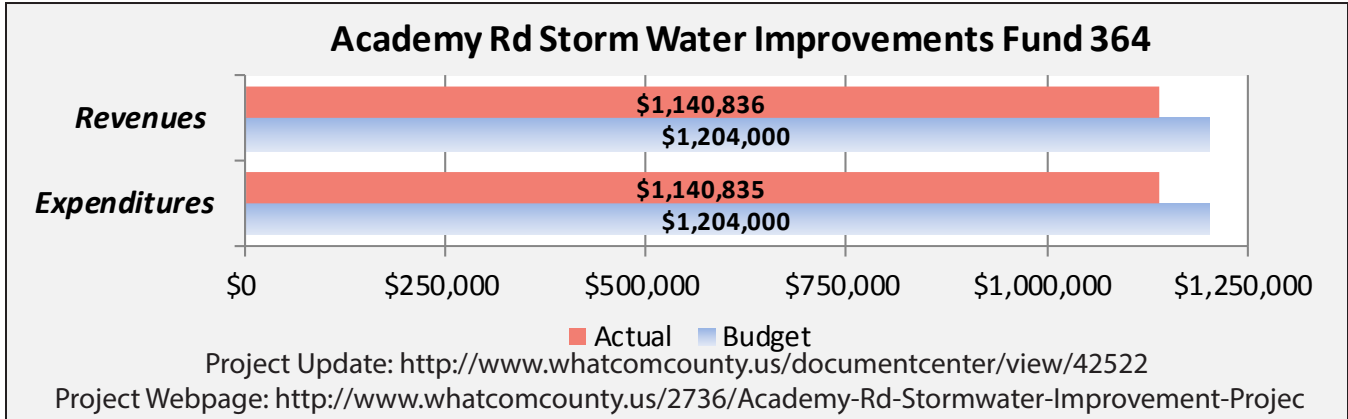 Academy Rd Storm Water Improvements Fund 364
Revenues
$1,140,836
$1,204,000
Expenditures
$1,140,835
$1,204,000
$0 $250,000 $500,000 $750,000 $1,000,000 $1,250,000
Actual Budget
Project Update: http://www.whatcomcounty.us/documentcenter/view/42522
Project Webpage: http://www.whatcomcounty.us/2736/Academy-Rd-Stormwater-Improvement-Projec